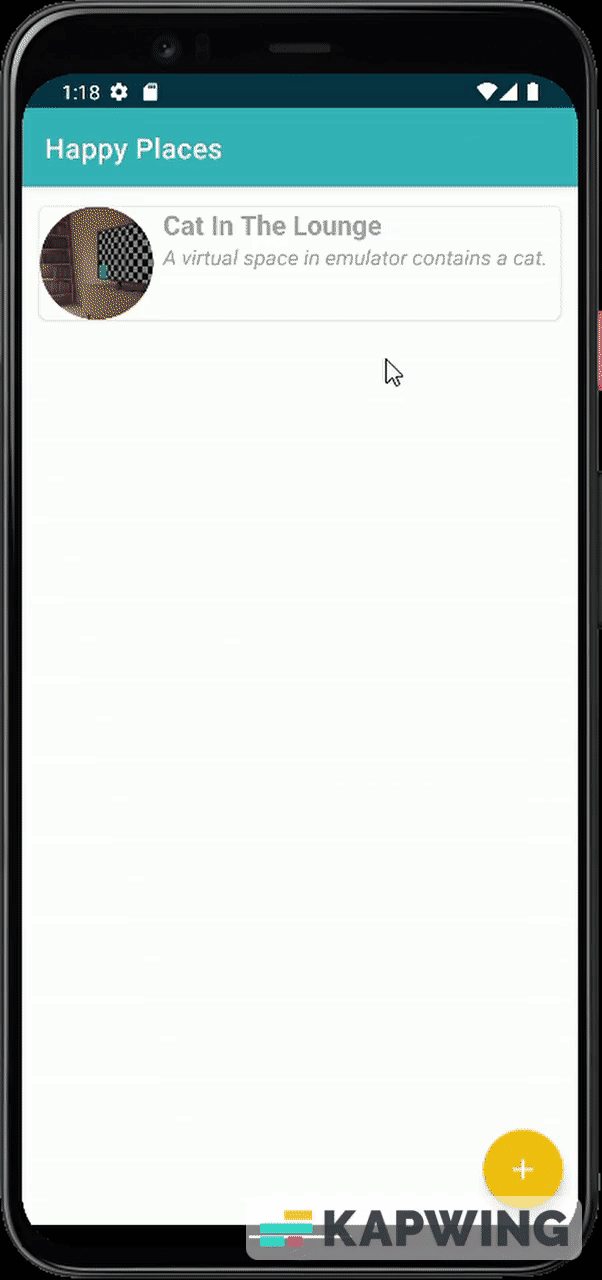 1:18
Happy Places
Cat In The Lounge
A virtual space in emulator contains a cat.
+
KAPWING